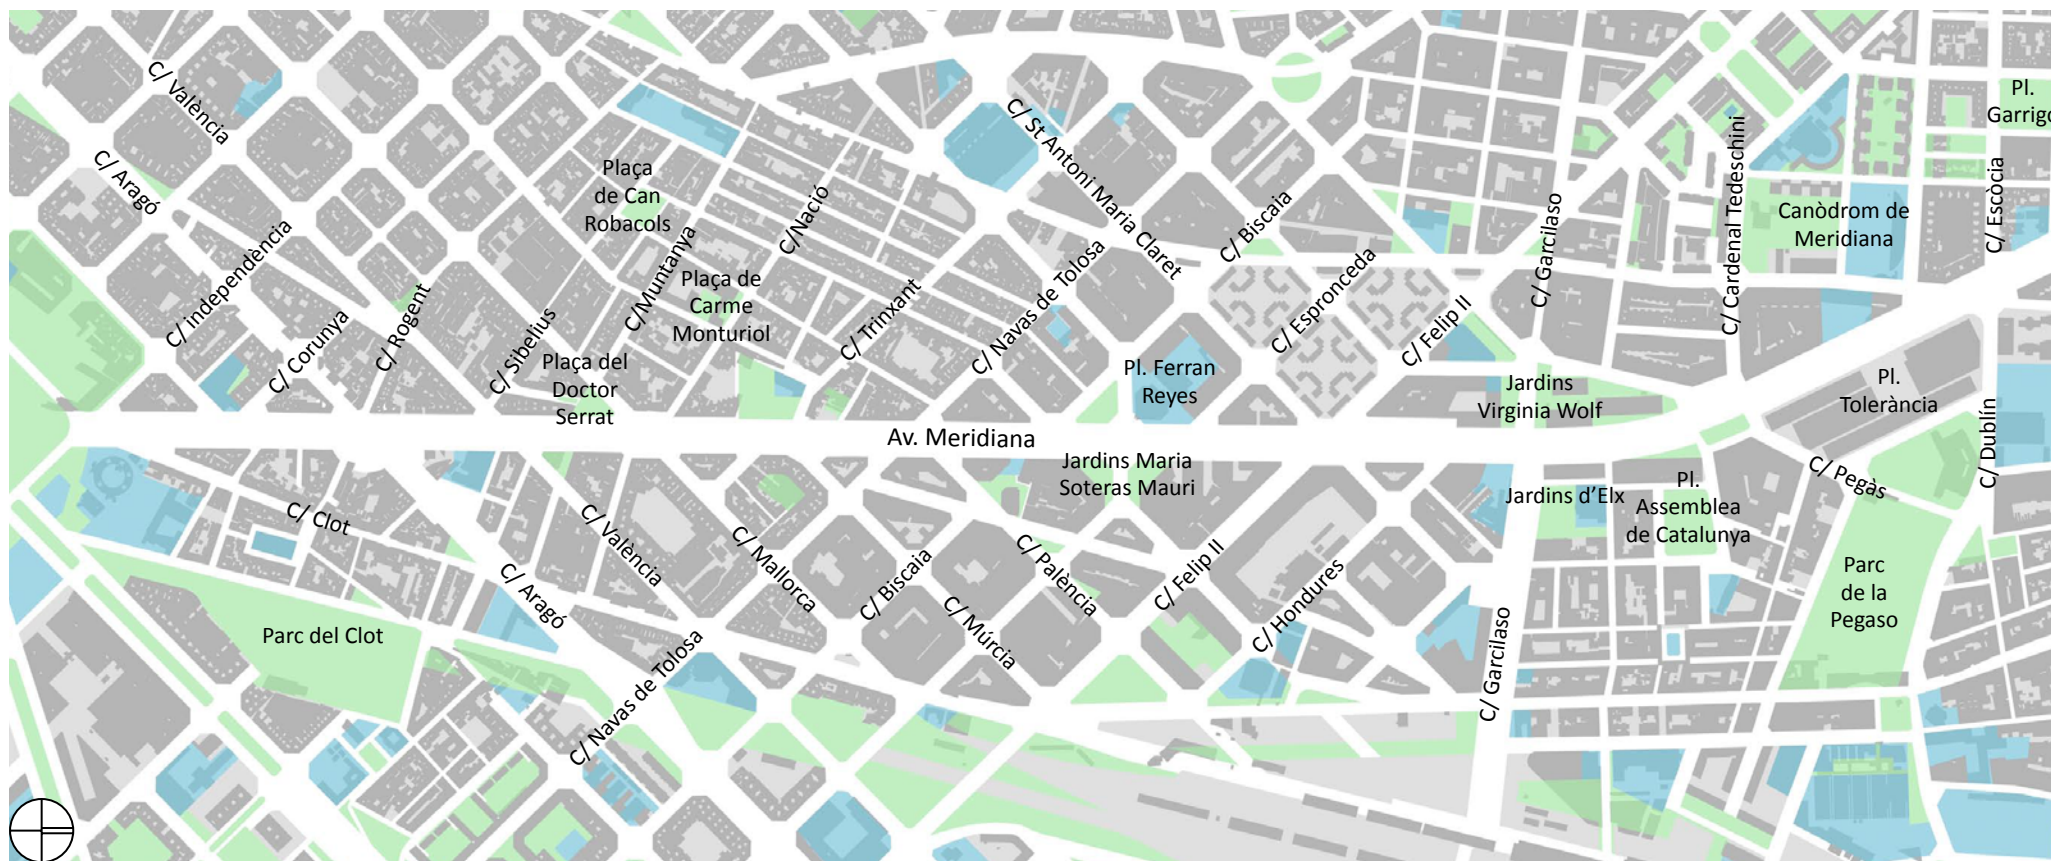 C/ València
C/ Aragó
C/ independència
C/ Corunya
C/ Rogent
C/ Sibelius
Plaça
de Can
Robacols
C/Muntanya
Plaça de
Carme
Monturiol
C/Nació
Plaça del
Doctor
Serrat
C/ Trinxant
C/ Navas de Tolosa
C/ St Antoni Maria Claret
C/ Biscaia
C/ Espronceda
C/ Felip II
Pl. Ferran
Reyes
C/ Garcilaso
Jardins
Virginia Wolf
C/ Cardenal Tedeschini
Canòdrom de
Meridiana
Pl.
Garrigo
C/ Escòcia
Pl.
Tolerància
C/ Dublín
Av. Meridiana
Jardins Maria
Soteras Mauri
Jardins d'Elx
Pl.
Assemblea
de Catalunya
C/ Pegàs
Parc
de la
Pegaso
C/ Clot
Parc del Clot
C/ Aragó
C/ València
C/ Navas de Tolosa
C/ Mallorca
C/ Biscaia
C/ Múrcia
C/ Palència
C/ Felip II
C/ Hondures
C/ Garcilaso